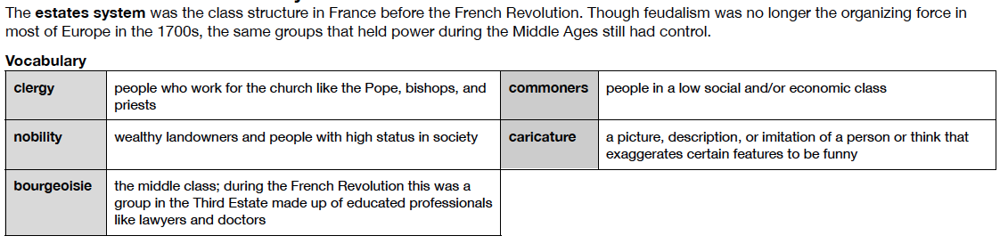 The estates system was the class structure in France before the French Revolution. Though feudalism was no longer the organizing force in
most of Europe in the 1700s, the same groups that held power during the Middle Ages still had control.
Vocabulary
clergy
people who work for the church like the Pope, bishops, and
priests
commoners
people in a low social and/or economic class
nobility
wealthy landowners and people with high status in society
caricature
a picture, description, or imitation of a person or think that
exaggerates certain features to be funny
bourgeoisie
the middle class; during the French Revolution this was a
group in the Third Estate made up of educated professionals
like lawyers and doctors